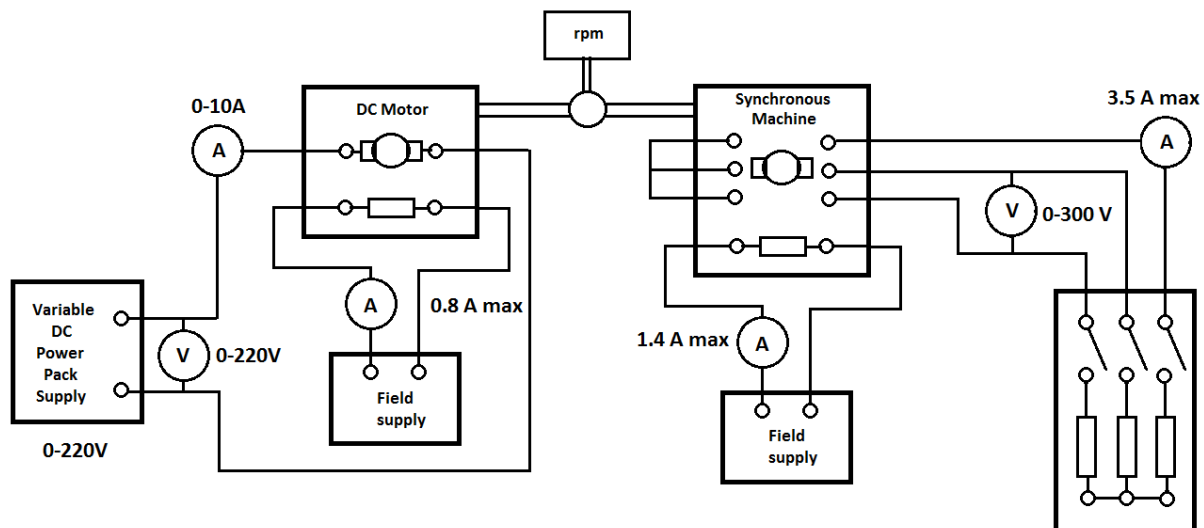 rpm
0-10A
DC Motor
Synchronous
Machine
3.5 A max
A
A
V
0-300 V
Variable
DC
Power
Pack
Supply
V
0-220V
A
0.8 A max
1.4 A max
A
Field
supply
0-220V
Field
supply